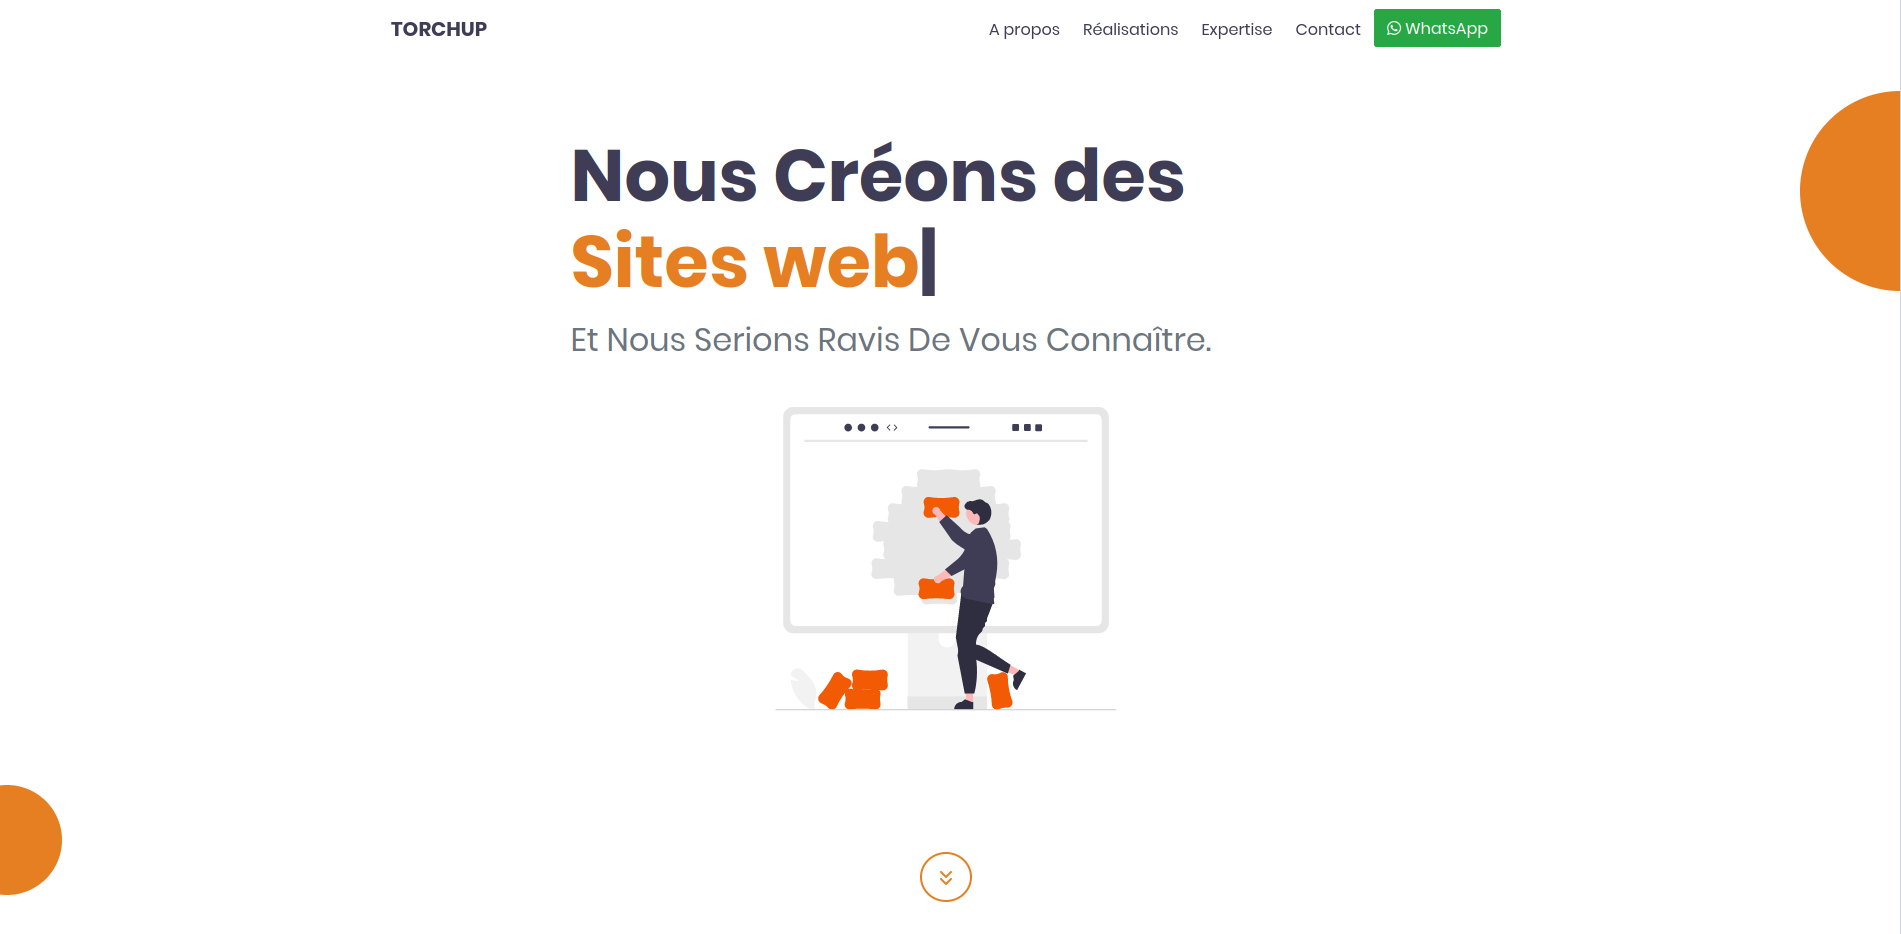 TORCHUP
A propos Réalisations Expertise Contact WhatsApp
Nous Créons des
Sites web|
Et Nous Serions Ravis De Vous Connaître.